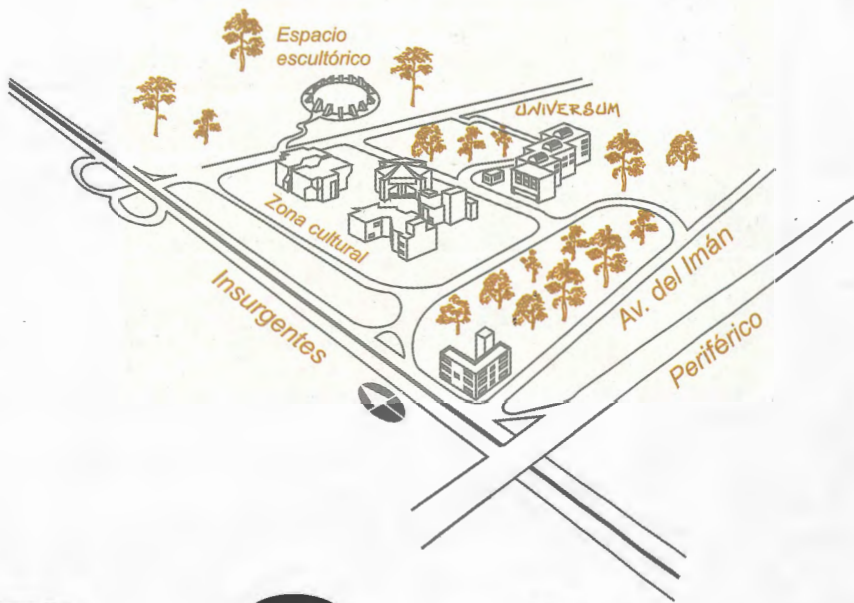 Espacio
escultórico
UNIVERSUM
Zona cultural
Insurgentes
Av. del Imán
Periférico